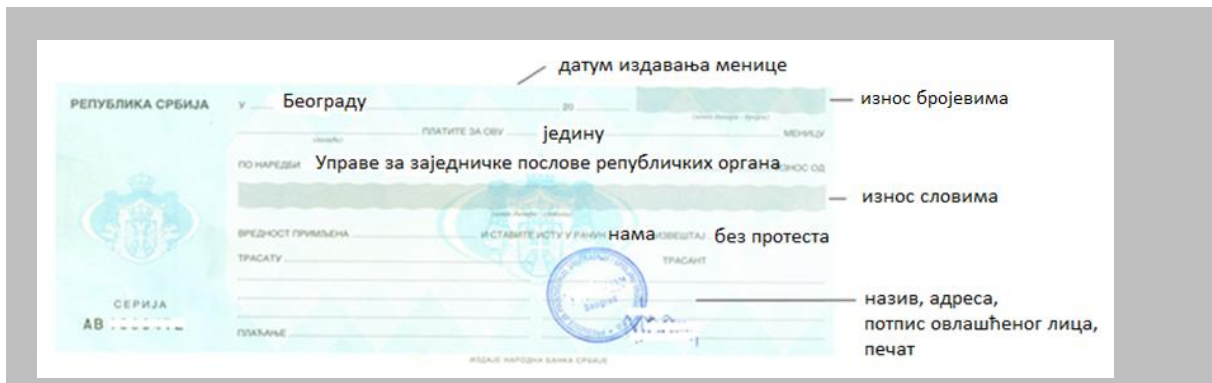 датум издавања менице
РЕПУБЛИКА СРБИЈА
У Београду 20
износ бројевима
ПЛАТИТЕ ЗА ОВУ једину МЕНИЦУ
ПО НАРЕДБИ Управе за заједничке послове републичких органа ИЗНОС ОД
износ словима
ВРЕДНОСТ ПРИМЉЕНА И СТАВИТЕ ИСТУ У РАЧУН нама ИЗВЕШТАЈ без протеста
ТРАСАТУ ТРАСАНТ
СЕРИЈА
АВ
назив, адреса,
потпис овлашћеног лица,
печат
ПЛАЋАЊЕ
ИЗДАЈЕ НАРОДНА БАНКА СРБИЈЕ